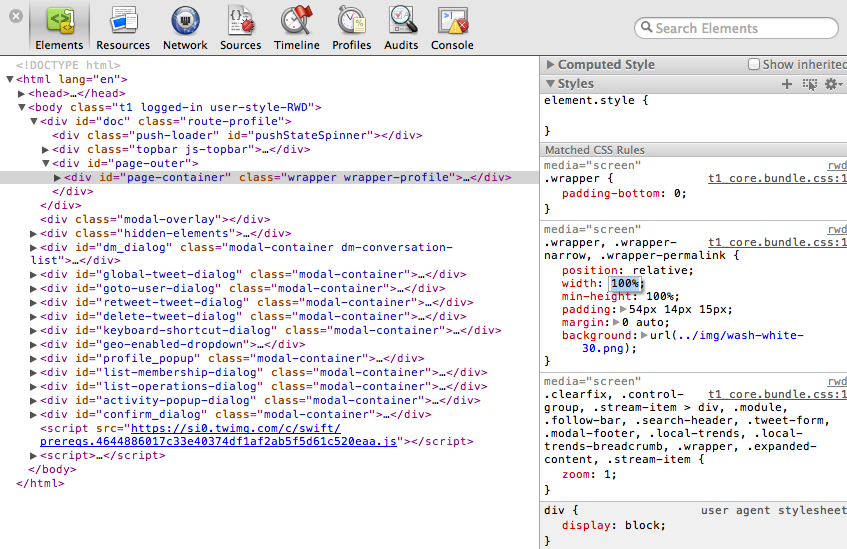 Elements Resources Network Sources Timeline Profiles Audits Console Search Elements
<!DOCTYPE html>
▼<html lang="en">
▶<head>…</head>
▼<body class="t1 logged-in user-style-RWD">
▼<div id="doc" class="route-profile">
<div class="push-loader" id="pushStateSpinner"></div>
▶<div class="topbar js-topbar">…</div>
▼<div id="page-outer">
▶<div id="page-container" class="wrapper wrapper-profile">…</div>
</div>
</div>
<div class="modal-overlay"></div>
▶<div class="hidden-elements">…</div>
▶<div id="dm_dialog" class="modal-container dm-conversation-
list">…</div>
▶<div id="global-tweet-dialog" class="modal-container">…</div>
▶<div id="goto-user-dialog" class="modal-container">…</div>
▶<div id="retweet-tweet-dialog" class="modal-container">…</div>
▶<div id="delete-tweet-dialog" class="modal-container">…</div>
▶<div id="keyboard-shortcut-dialog" class="modal-container">…</div>
▶<div id="geo-enabled-dropdown">…</div>
▶<div id="profile_popup" class="modal-container">…</div>
▶<div id="list-membership-dialog" class="modal-container">…</div>
▶<div id="list-operations-dialog" class="modal-container">…</div>
▶<div id="activity-popup-dialog" class="modal-container">…</div>
▶<div id="confirm_dialog" class="modal-container">…</div>
<script src="https://si0.twimg.com/c/swift/
prereqs.4644886017c33e40374df1af2ab5f5d61c520eaa.js"></script>
▶<script>…</script>
</body>
</html>
▶ Computed Style Show inherited
▼ Styles
element.style {
}
Matched CSS Rules
media="screen" rwd
.wrapper { t1_core.bundle.css:1
padding-bottom: 0;
}
media="screen" rwd
.wrapper, .wrapper- t1_core.bundle.css:1
narrow, .wrapper-permalink {
position: relative;
width: 100%;
min-height: 100%;
padding:▶54px 14px 15px;
margin:▶0 auto;
background:▶url(../img/wash-white-
30.png);
}
media="screen" rwd
.clearfix, .control- t1_core.bundle.css:1
group, .stream-item > div, .module,
.follow-bar, .search-header, .tweet-form,
.modal-footer, .local-trends, .local-
trends-breadcrumb, .wrapper, .expanded-
content, .stream-item {
zoom: 1;
}
div { user agent stylesheet
display: block;
}